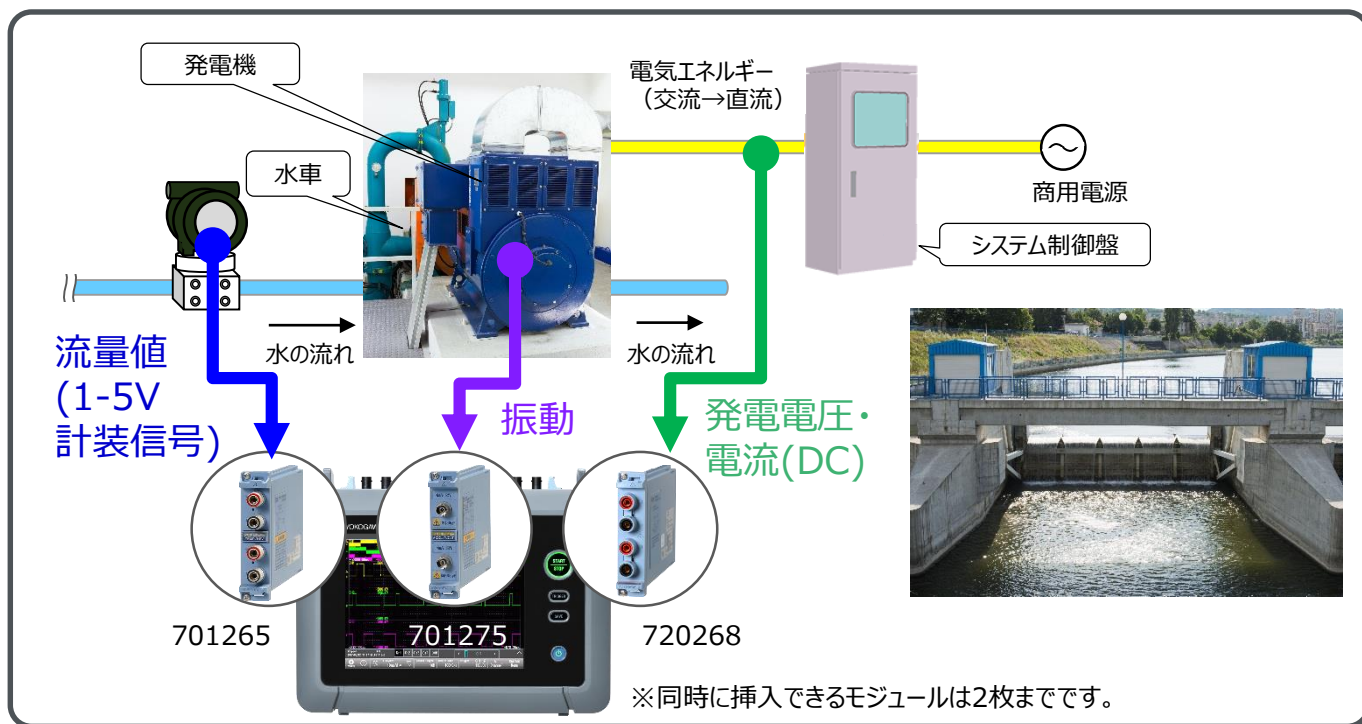 発電機
水車
電気エネルギー
（交流→直流）
商用電源
システム制御盤
水の流れ
水の流れ
流量値
(1-5V
計装信号)
振動
発電電圧・
電流(DC)
YOKOGAW
START
STOP
701265
701275
720268
※同時に挿入できるモジュールは2枚までです。